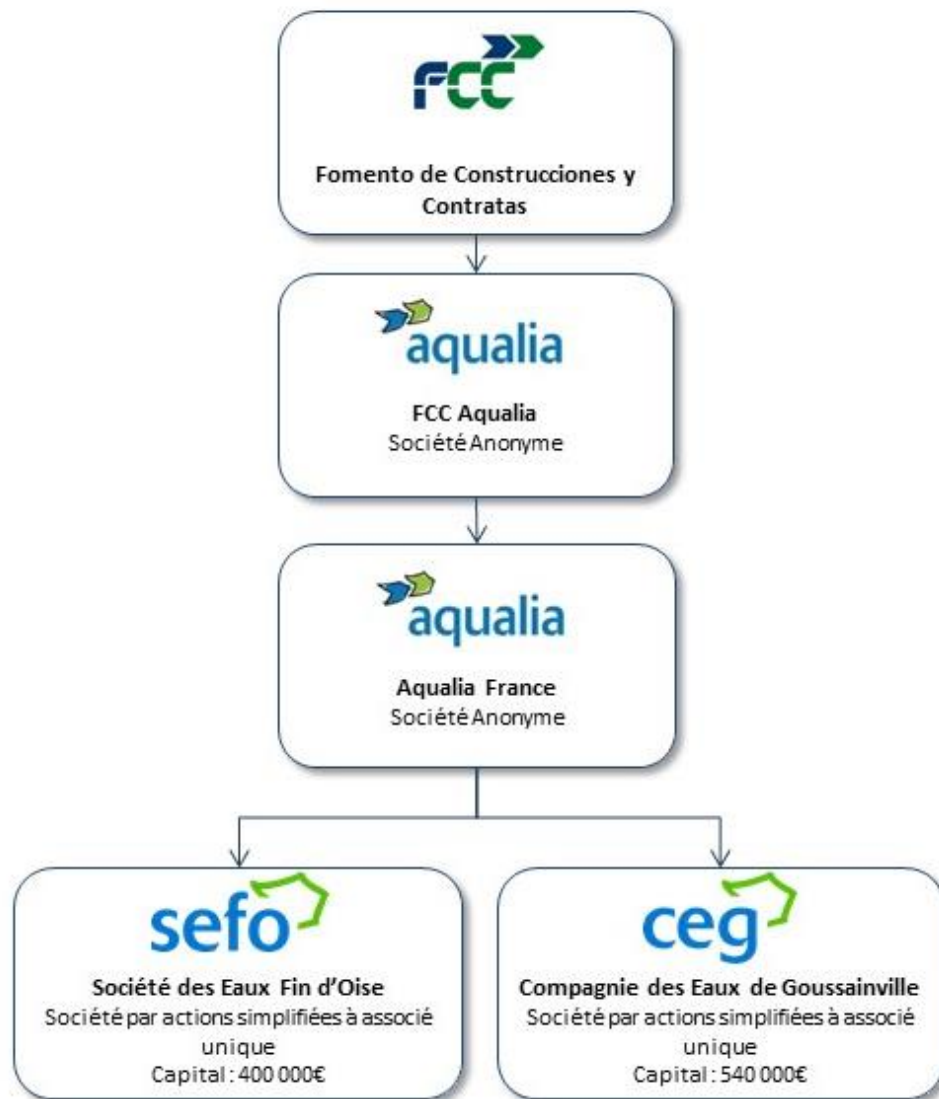 FCC
Fomento de Construcciones y
Contratas
aqualia
FCC Aqualia
Société Anonyme
aqualia
Aqualia France
Société Anonyme
sefo
Société des Eaux Fin d’Oise
Société par actions simplifiées à associé
unique
Capital : 400 000€
ceg
Compagnie des Eaux de Goussainville
Société par actions simplifiées à associé
unique
Capital : 540 000€